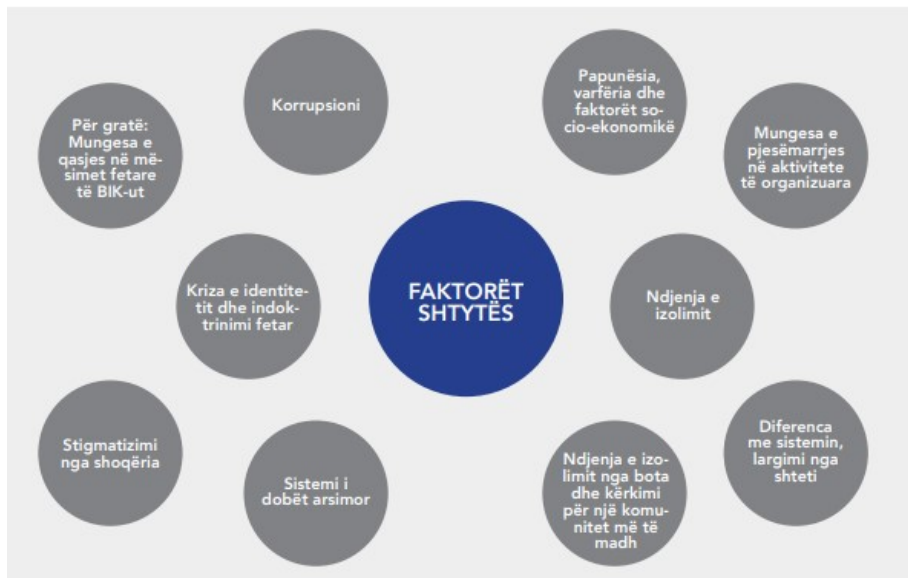 Korrupsioni
Papunësia,
varfëria dhe
faktorët so-
cio-ekonomikë
Për gratë:
Mungesa e
qasjes në më-
simet fetare
të BIK-ut
Mungesa e
pjesëmarrjes
në aktivitete
të organizuara
Kriza e identite-
tit dhe indok-
trinimi fetar
FAKTORËT
SHTYTËS
Ndjenja e
izolimit
Stigmatizimi
nga shoqëria
Sistemi i
dobët arsimor
Ndjenja e izo-
limit nga bota
dhe kërkimi
për një komu-
nitet më të
madh
Diferenca
me sistemin,
largimi nga
shteti